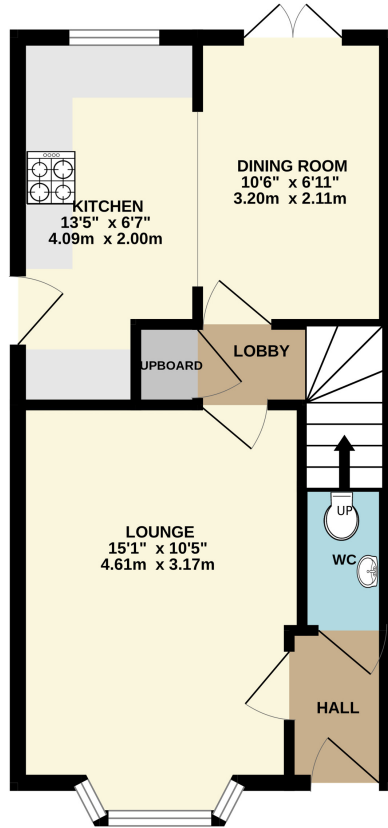 DINING ROOM
10'6" x 6'11"
3.20m x 2.11m
KITCHEN
13'5" x 6'7"
4.09m x 2.00m
LOBBY
UPBOARD
LOUNGE
15'1" x 10'5"
4.61m x 3.17m
UP
WC
HALL